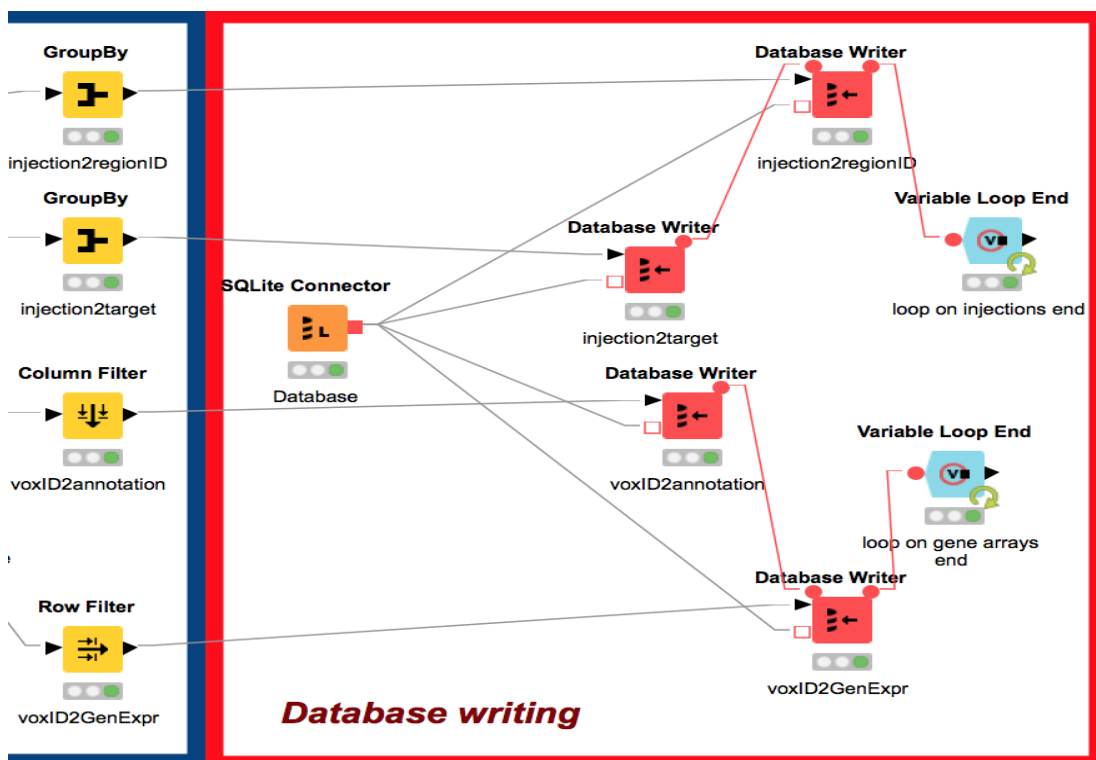 GroupBy
injection2regionID
GroupBy
injection2target
Column Filter
voxID2annotation
Row Filter
voxID2GenExpr
SQLite Connector
Database
Database Writer
injection2regionID
Database Writer
injection2target
Database Writer
voxID2annotation
Database Writer
voxID2GenExpr
Variable Loop End
loop on injections end
Variable Loop End
loop on gene arrays
end
Database writing